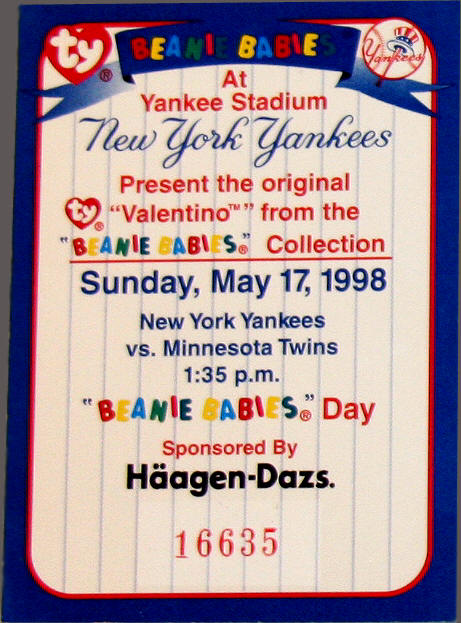 ty® BEANIE BABIES Yankees
At
Yankee Stadium
New York Yankees
Present the original
ty® "Valentino™" from the
"BEANIE BABIES®" Collection
Sunday, May 17, 1998
New York Yankees
vs. Minnesota Twins
1:35 p.m.
"BEANIE BABIES®" Day
Sponsored By
Häagen-Dazs.
16635